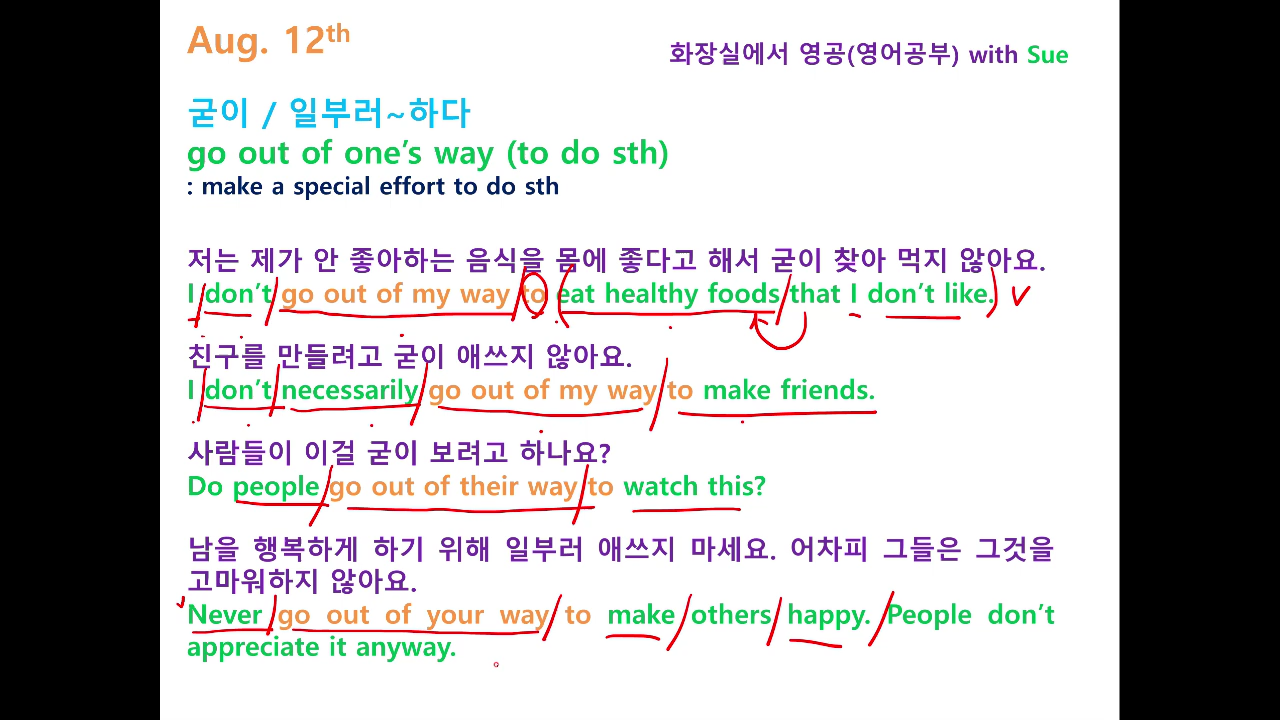 Aug. 12th
화장실에서 영공(영어공부) with Sue
굳이 / 일부러~하다
go out of one’s way (to do sth)
: make a special effort to do sth
저는 제가 안 좋아하는 음식을 몸에 좋다고 해서 굳이 찾아 먹지 않아요.
I don’t go out of my way to eat healthy foods that I don’t like.
친구를 만들려고 굳이 애쓰지 않아요.
I don’t necessarily go out of my way to make friends.
사람들이 이걸 굳이 보려고 하나요?
Do people go out of their way to watch this?
남을 행복하게 하기 위해 일부러 애쓰지 마세요. 어차피 그들은 그것을
고마워하지 않아요.
Never go out of your way to make others happy. People don’t
appreciate it anyway.